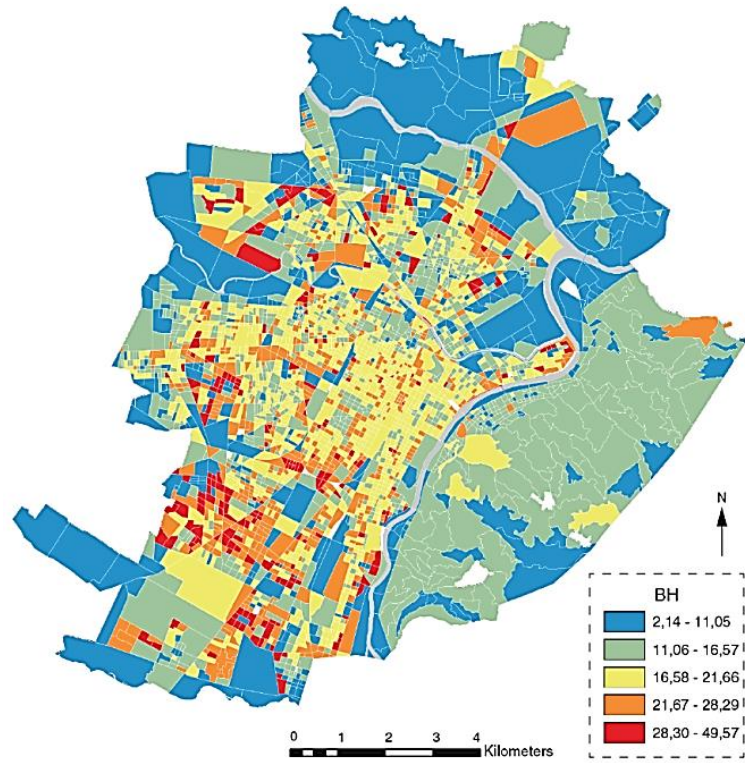 N
BH
2,14 - 11,05
11,06 - 16,57
16,58 - 21,66
21,67 - 28,29
28,30 - 49,57
0 1 2 3 4
Kilometers